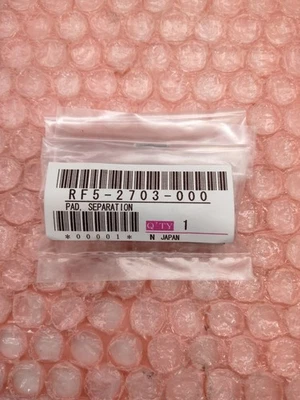 RF5-2703-000
PAD, SEPARATION
Q'TY 1
*00001* N JAPAN